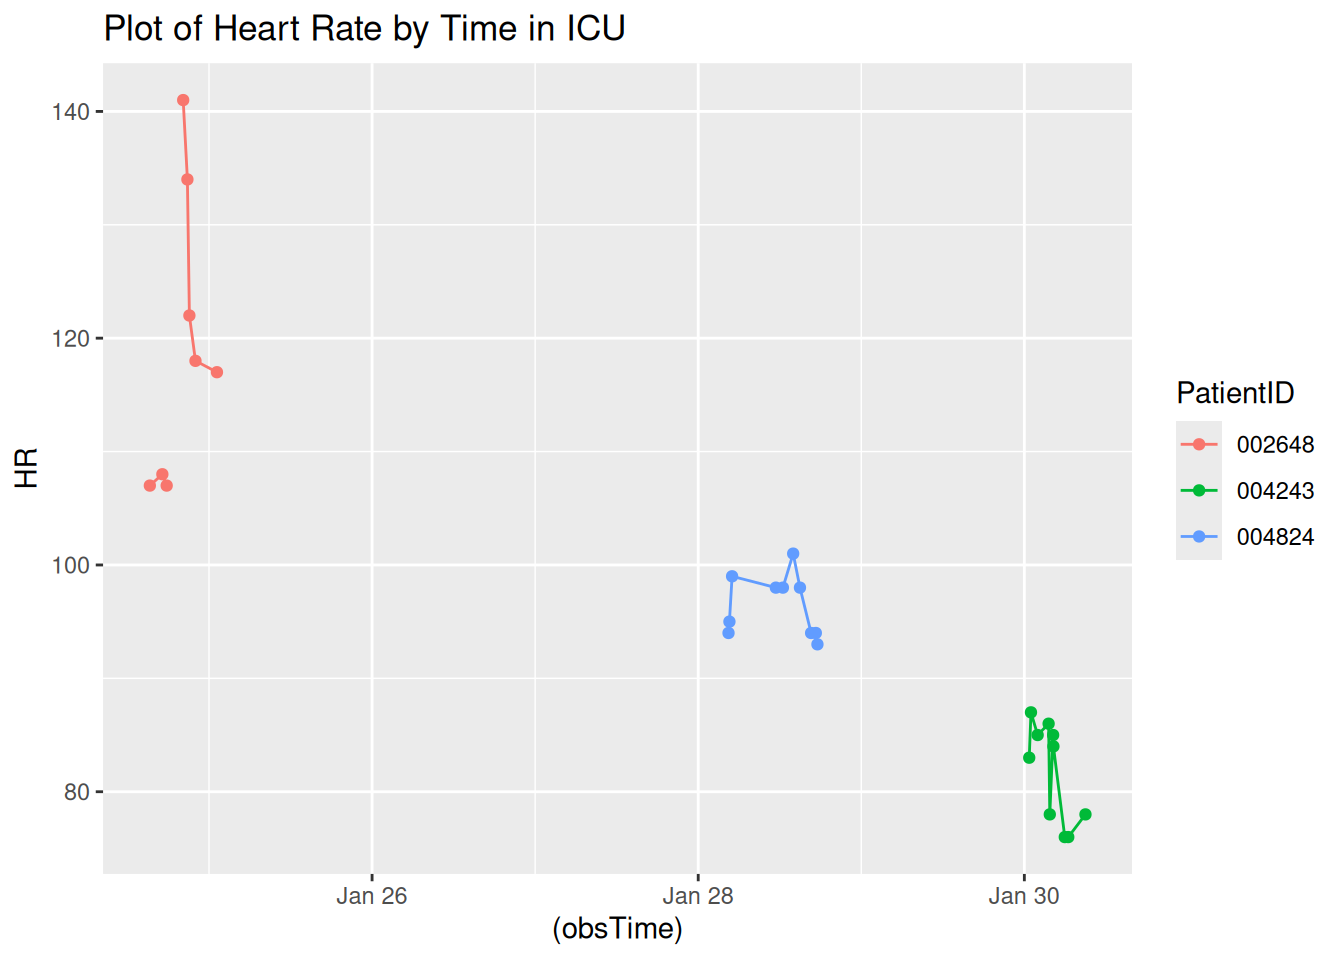 Plot of Heart Rate by Time in ICU
140
120
100
80
HR
Jan 26
Jan 28
Jan 30
(obsTime)
PatientID
002648
004243
004824